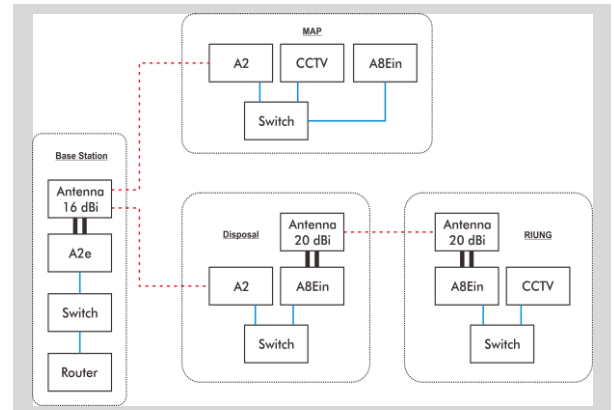 MAP
A2
CCTV
A8Ein
Switch
Base Station
Antenna
16 dBi
A2e
Switch
Router
Disposal
Antenna
20 dBi
A2
A8Ein
Switch
Antenna
20 dBi
RIUNG
A8Ein
CCTV
Switch